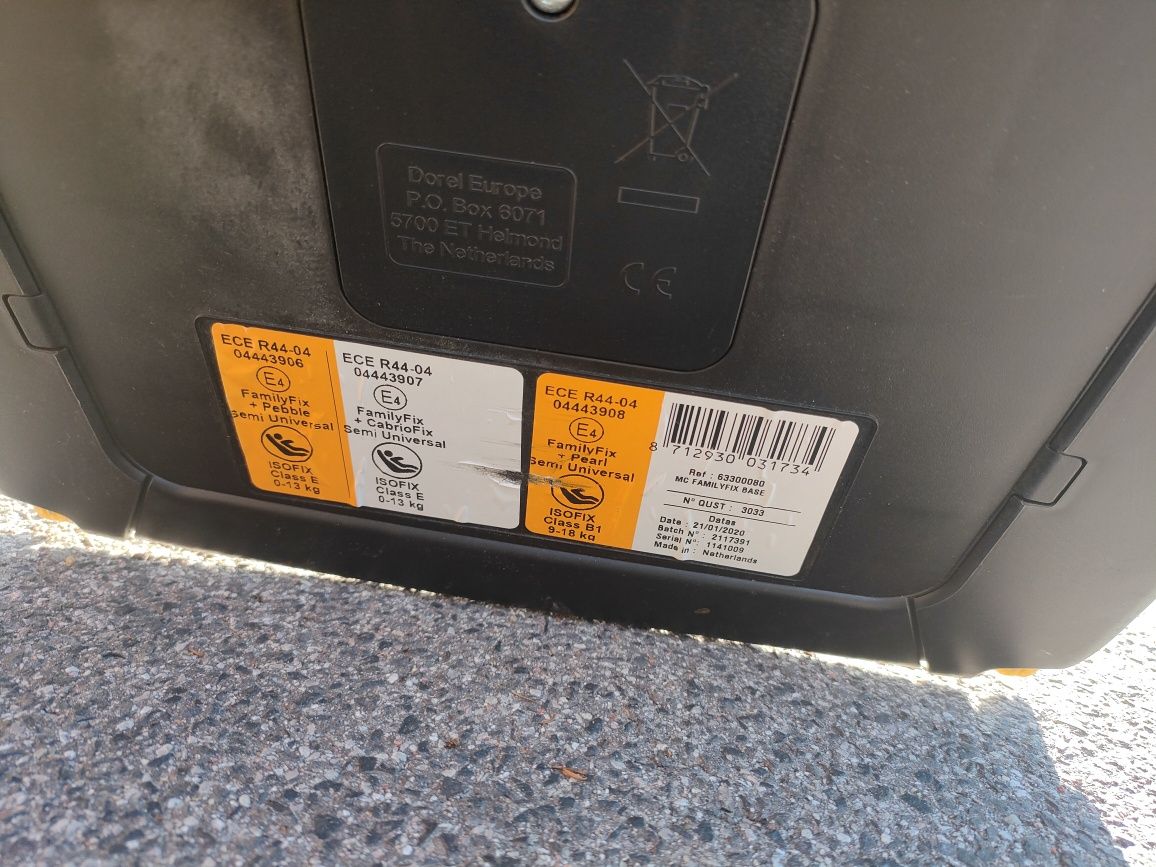 Dorel Europe
P.O. Box 6071
5700 ET Helmond
The Netherlands
CE
ECE R44-04
04443906
E4
FamilyFix
+ Pebble
Semi Universal
ISOFIX
Class E
0-13 kg
ECE R44-04
04443907
E4
FamilyFix
+ CabrioFix
Semi Universal
ISOFIX
Class E
0-13 kg
ECE R44-04
04443908
E4
FamilyFix
+ Pearl
Semi Universal
ISOFIX
Class B1
9-18 kg
8 712930 031734
Ref : 63300080
MC FAMILYFIX BASE
N° QUST : 3033
Datas
Date : 21/01/2020
Batch N° : 2117391
Serial N° : 1141009
Made in : Netherlands